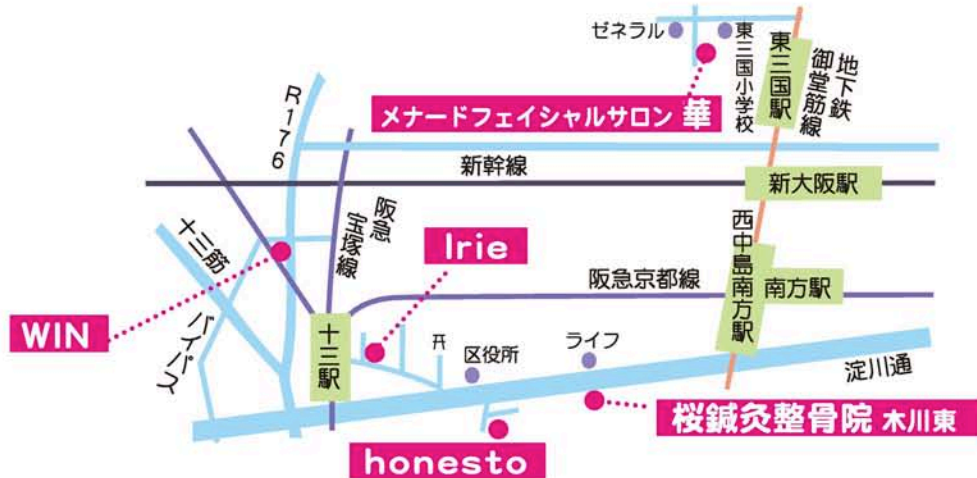 ゼネラル
東三国小学校
東三国駅
地下鉄
御堂筋線
メナードフェイシャルサロン 華
R176
新幹線
新大阪駅
阪急
宝塚線
十三筋
Irie
西中島南方駅
阪急京都線
南方駅
WIN
バイパス
十三駅
区役所
ライフ
淀川通
桜鍼灸整骨院 木川東
honesto